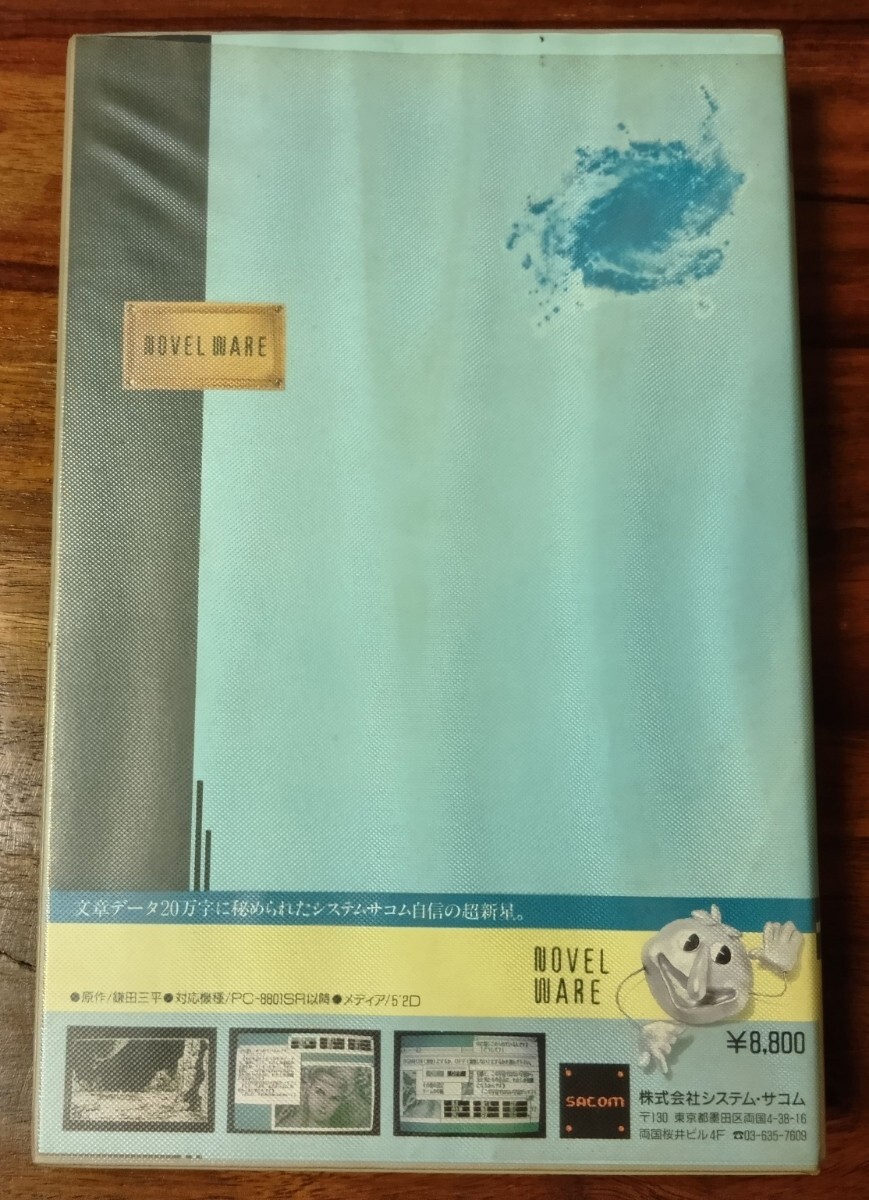 NOVEL WARE
文章データ20万字に秘められたシステムサコム自信の超新星。
NOVEL
WARE
●原作/鎌田三平●対応機種/PC-8801SR以降●メディア/5"2D
¥8,800
SACOM
株式会社システム・サコム
〒130 東京都墨田区両国4-38-16
両国桜井ビル4F ☎03-635-7609